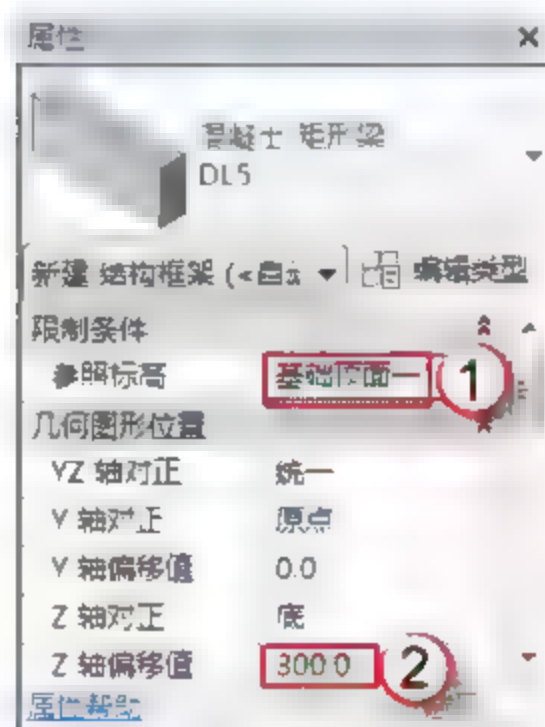 属性
混凝土 矩形梁
DL5
新建 结构框架 (<自动 编辑类型
限制条件
参照标高 基础顶面一 1
几何图形位置
YZ 轴对正 统一
Y 轴对正 原点
Y 轴偏移值 0.0
Z 轴对正 底
Z 轴偏移值 300.0 2
属性帮助